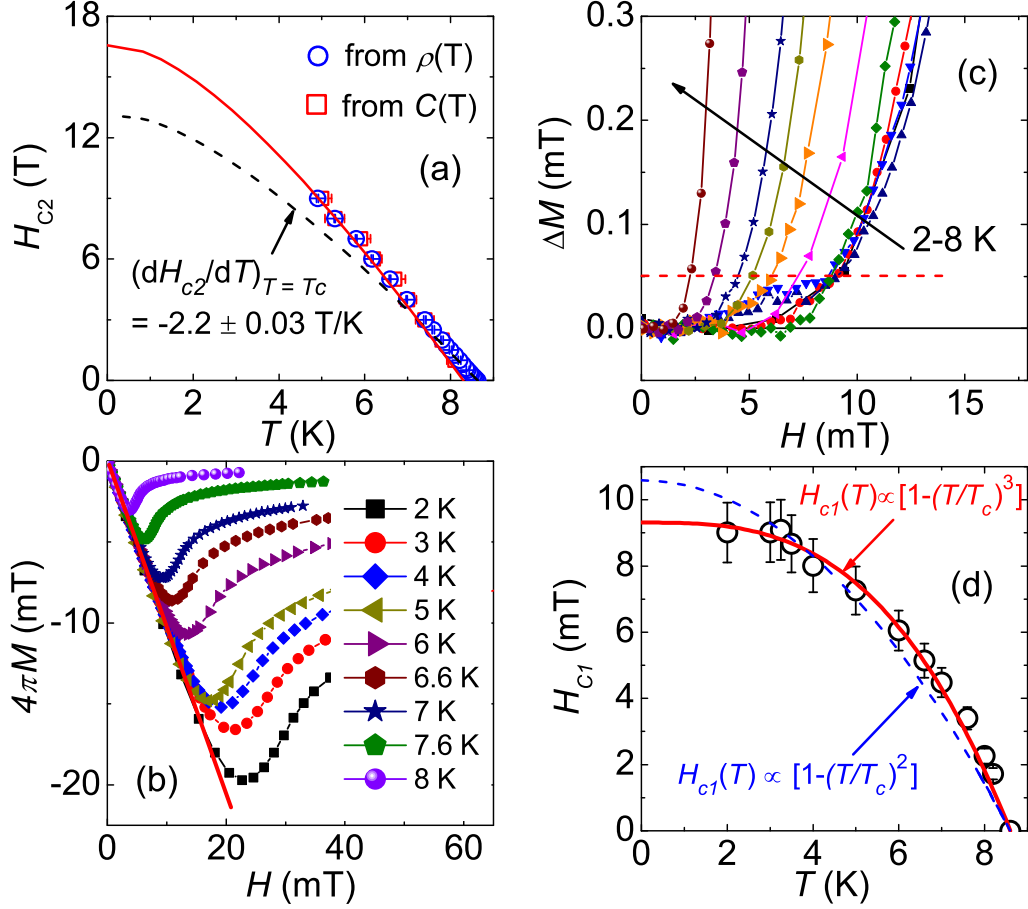 18
12
6
0
0 2 4 6 8
H_C2 (T)
T (K)
from ρ(T)
from C(T)
(a)
(dH_c2/dT)_T = Tc
= -2.2 ± 0.03 T/K
0.3
0.2
0.1
0.0
0 5 10 15
ΔM (mT)
H (mT)
(c)
2-8 K
0
-10
-20
0 20 40 60
4πM (mT)
H (mT)
(b)
2 K
3 K
4 K
5 K
6 K
6.6 K
7 K
7.6 K
8 K
10
8
6
4
2
0
0 2 4 6 8
H_C1 (mT)
T (K)
H_c1(T)∝[1-(T/T_c)^3]
(d)
H_c1(T) ∝ [1-(T/T_c)^2]